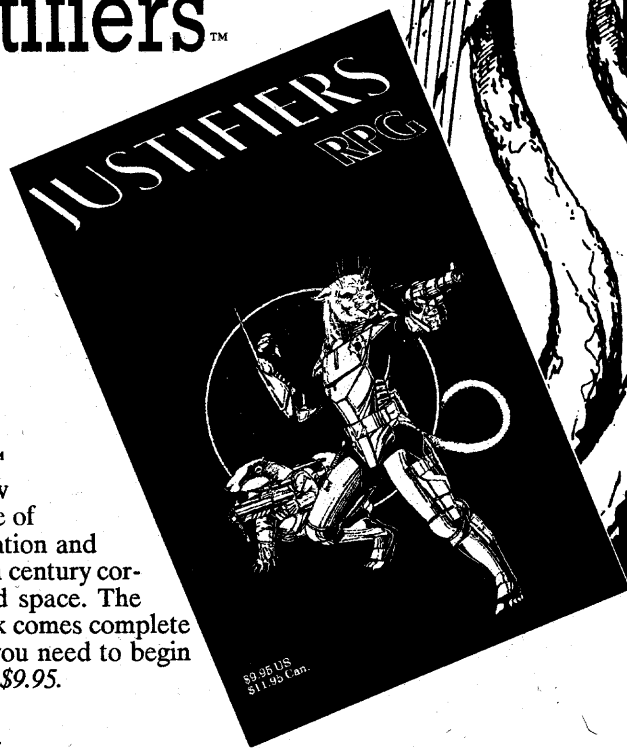 tifiers™
JUSTIFIERS
RPG
e of
ation and
century cor-
d space. The
k comes complete
you need to begin
$9.95.
$9.95 US
$11.95 Can.